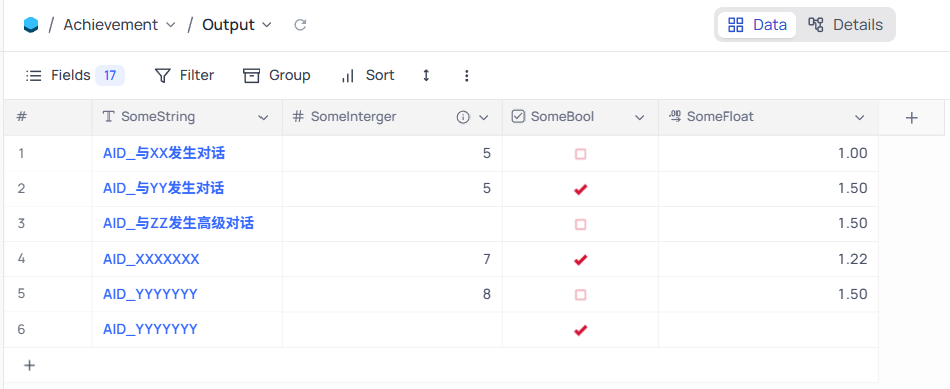 / Achievement / Output
Data Details
Fields 17 Filter Group Sort
# SomeString SomeInterger SomeBool SomeFloat
1 AID_与XX发生对话 5 1.00
2 AID_与YY发生对话 5 1.50
3 AID_与ZZ发生高级对话 1.50
4 AID_XXXXXXX 7 1.22
5 AID_YYYYYYY 8 1.50
6 AID_YYYYYYY